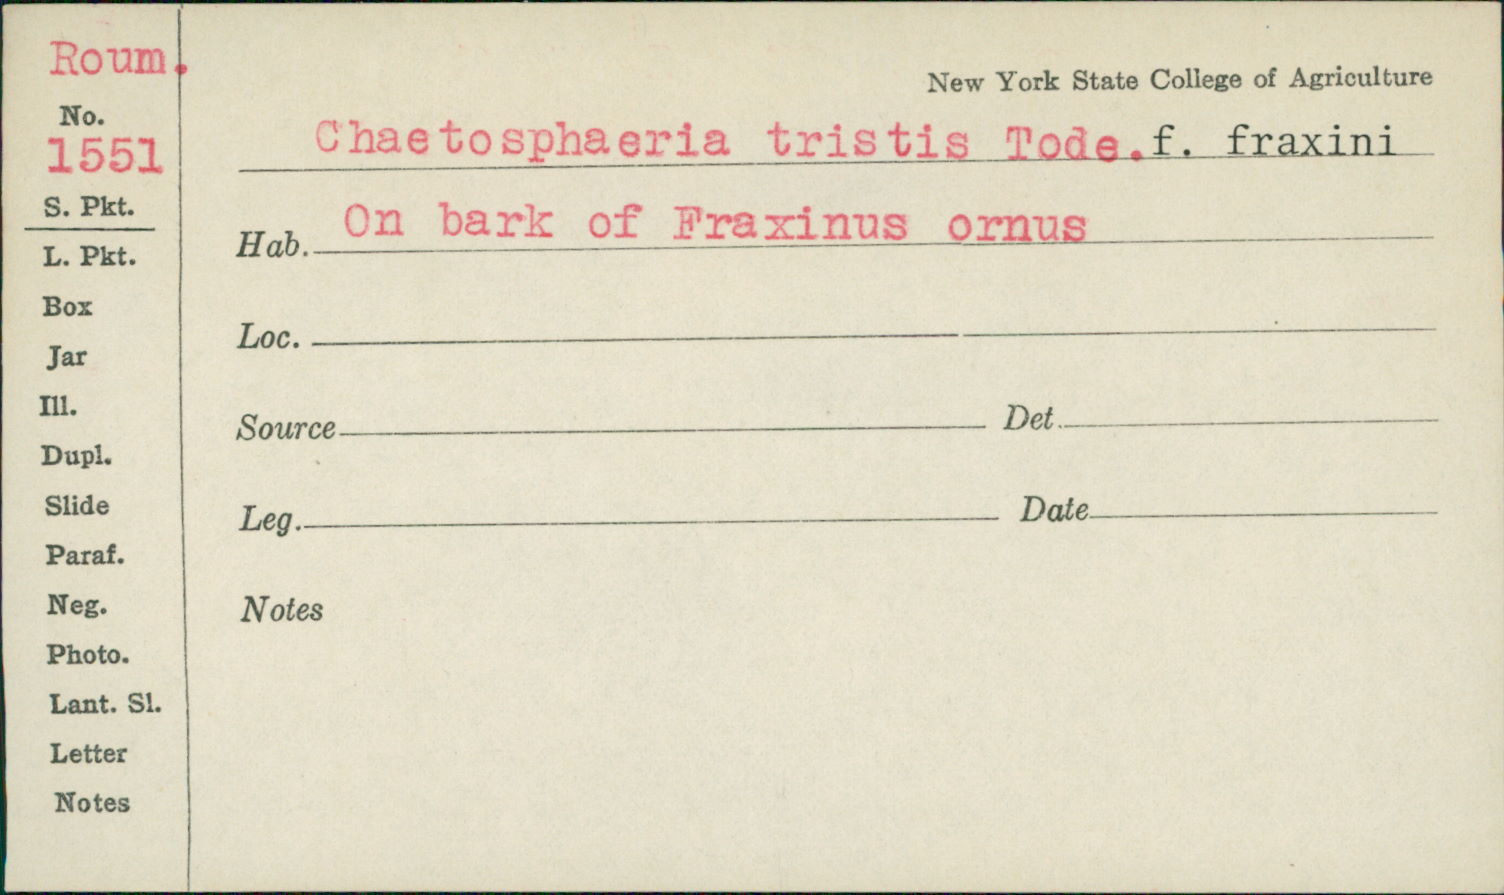 Roum.
No.
1551
S. Pkt.
L. Pkt.
Box
Jar
Ill.
Dupl.
Slide
Paraf.
Neg.
Photo.
Lant. Sl.
Letter
Notes
New York State College of Agriculture
Chaetosphaeria tristis Tode.f. fraxini
Hab. On bark of Fraxinus ornus
Loc.
Source Det.
Leg. Date
Notes